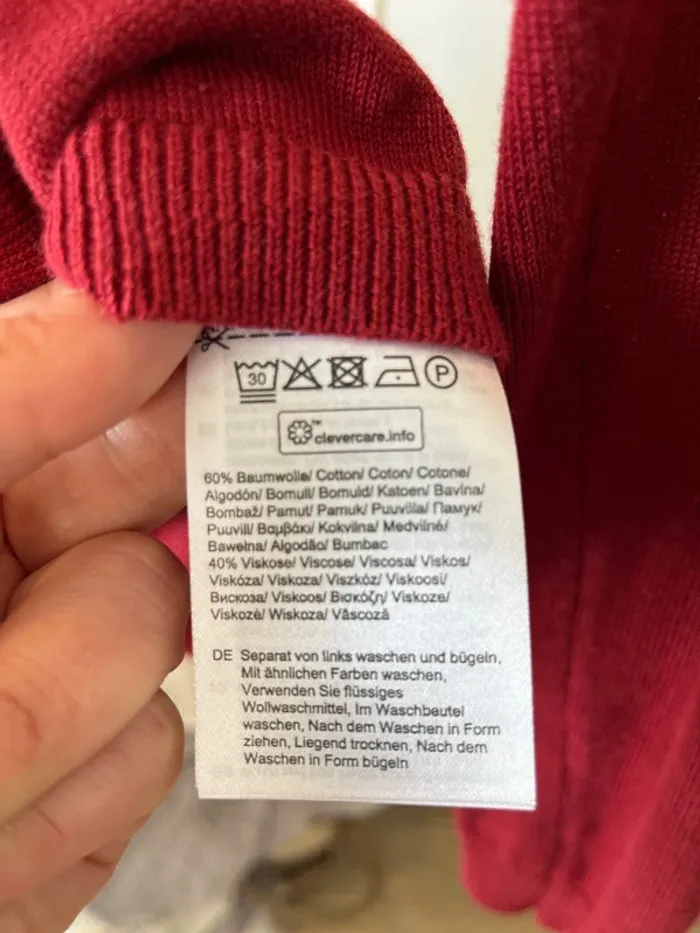 30
P
clevercare.info
60% Baumwolle/ Cotton/ Coton/ Cotone/
Algodón/ Bomull/ Bomuld/ Katoen/ Bavlna/
Bombaž/ Pamut/ Pamuk/ Puuvilla/ Памук/
Puuvill/ Βαμβάκι/ Kokvilna/ Medvilnė/
Bawełna/ Algodão/ Bumbac
40% Viskose/ Viscose/ Viscosa/ Viskos/
Viskóza/ Viskoza/ Viszkóz/ Viskoosi/
Вискоза/ Viskoos/ Βισκόζη/ Viskoze/
Viskozė/ Wiskoza/ Vâscoză
DE Separat von links waschen und bügeln,
Mit ähnlichen Farben waschen,
Verwenden Sie flüssiges
Wollwaschmittel, Im Waschbeutel
waschen, Nach dem Waschen in Form
ziehen, Liegend trocknen, Nach dem
Waschen in Form bügeln